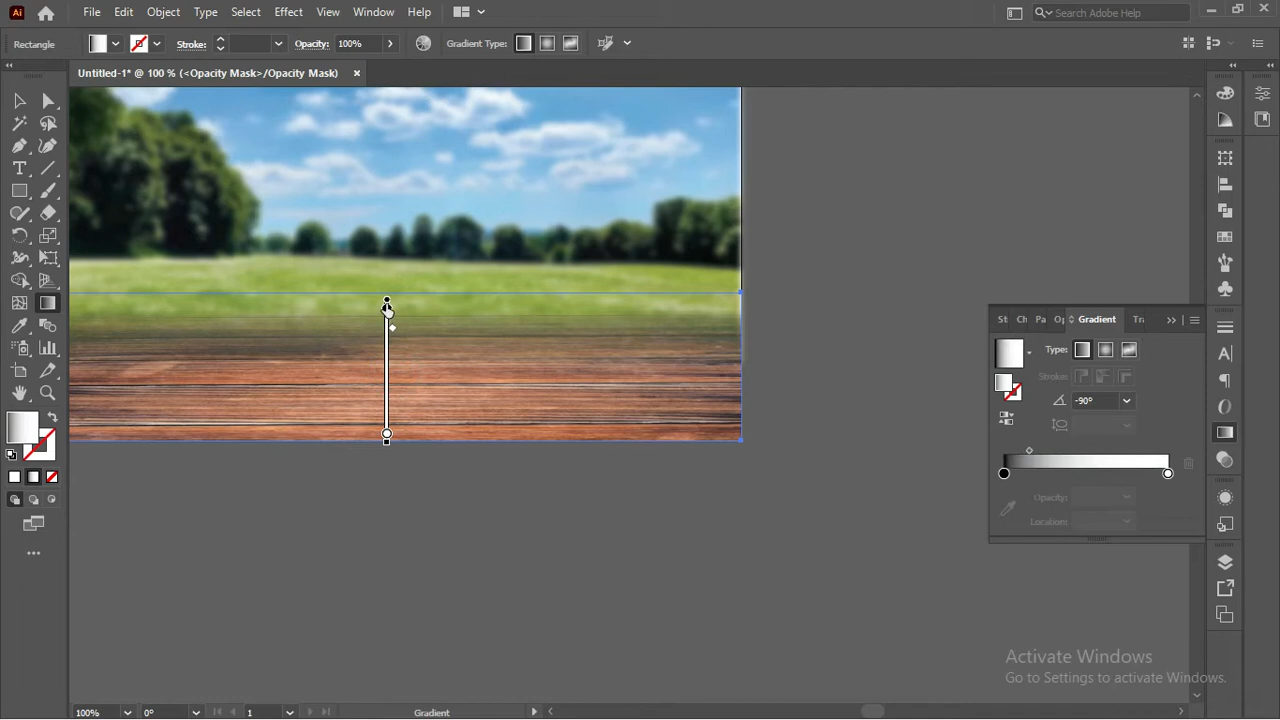 Ai File Edit Object Type Select Effect View Window Help Search Adobe Help
Rectangle Stroke: Opacity: 100% Gradient Type:
Untitled-1* @ 100 % (<Opacity Mask>/Opacity Mask)
St Ch Pa Op Gradient Tra
Type:
Stroke:
-90°
Opacity:
Location:
Activate Windows
Go to Settings to activate Windows.
100% 0° 1 Gradient